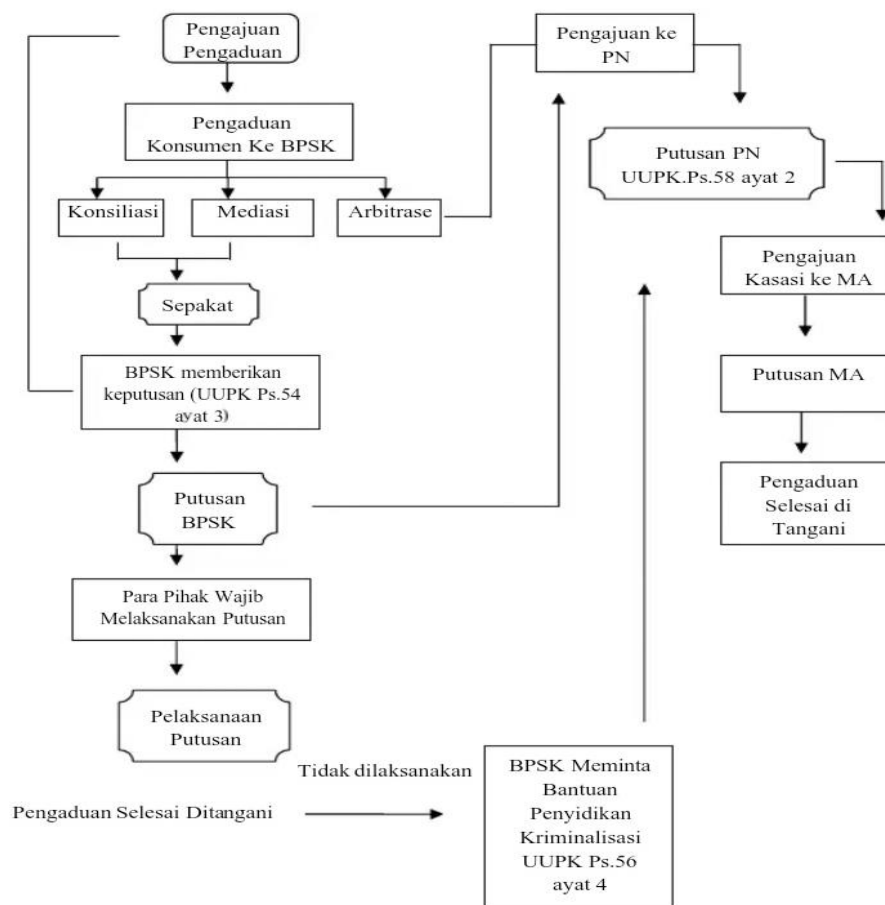 Pengajuan
Pengaduan
Pengaduan
Konsumen Ke BPSK
Konsiliasi
Mediasi
Arbitrase
Sepakat
BPSK memberikan
keputusan (UUPK Ps.54
ayat 3)
Putusan
BPSK
Para Pihak Wajib
Melaksanakan Putusan
Pelaksanaan
Putusan
Pengaduan Selesai Ditangani
Tidak dilaksanakan
BPSK Meminta
Bantuan
Penyidikan
Kriminalisasi
UUPK Ps.56
ayat 4
Pengajuan ke
PN
Putusan PN
UUPK.Ps.58 ayat 2
Pengajuan
Kasasi ke MA
Putusan MA
Pengaduan
Selesai di
Tangani